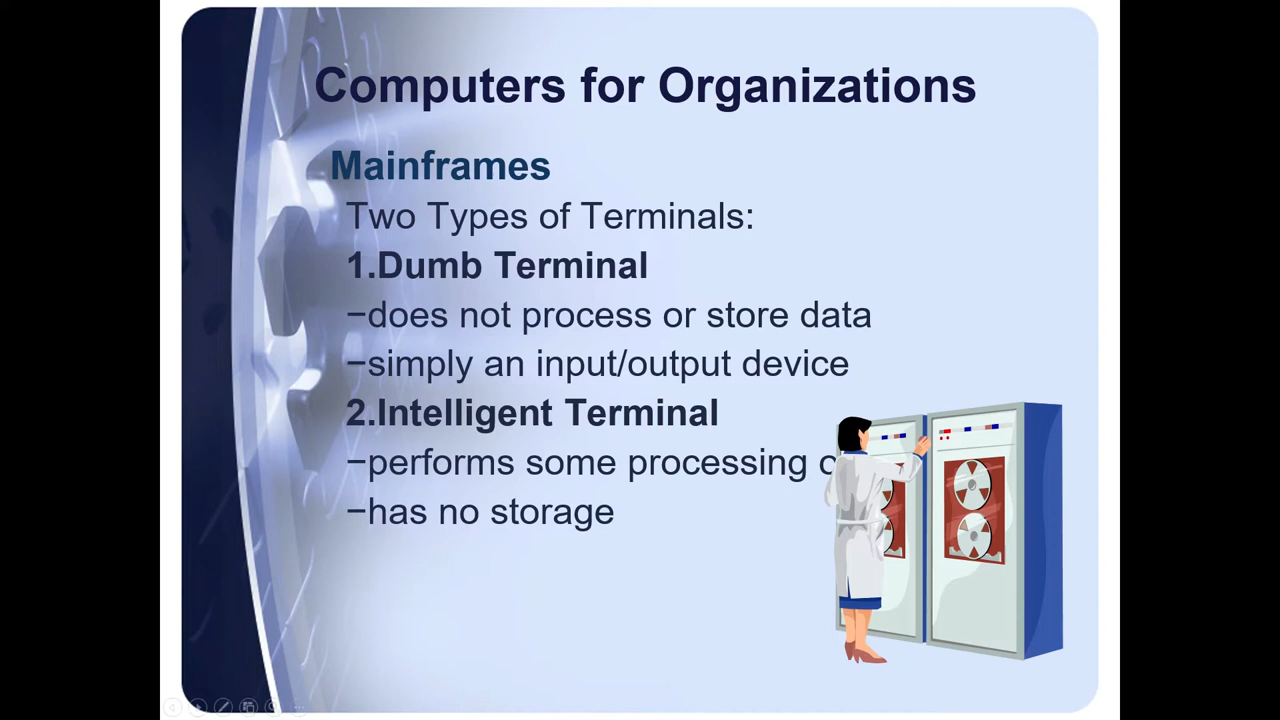 Computers for Organizations
Mainframes
Two Types of Terminals:
1.Dumb Terminal
−does not process or store data
−simply an input/output device
2.Intelligent Terminal
−performs some processing
−has no storage